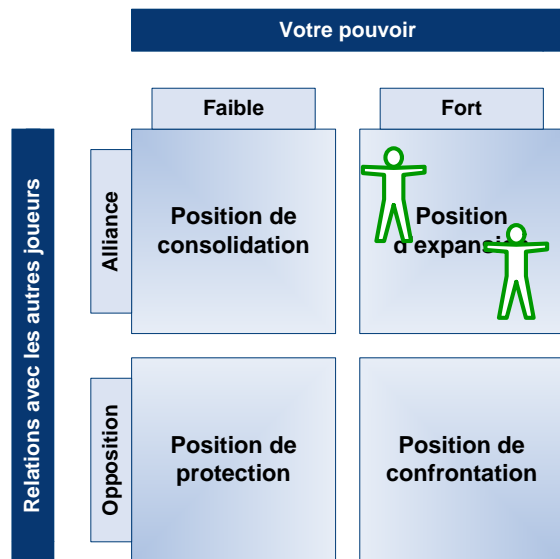 Votre pouvoir
Faible
Fort
Relations avec les autres joueurs
Alliance
Position de
consolidation
Position
d'expansion
Opposition
Position de
protection
Position de
confrontation